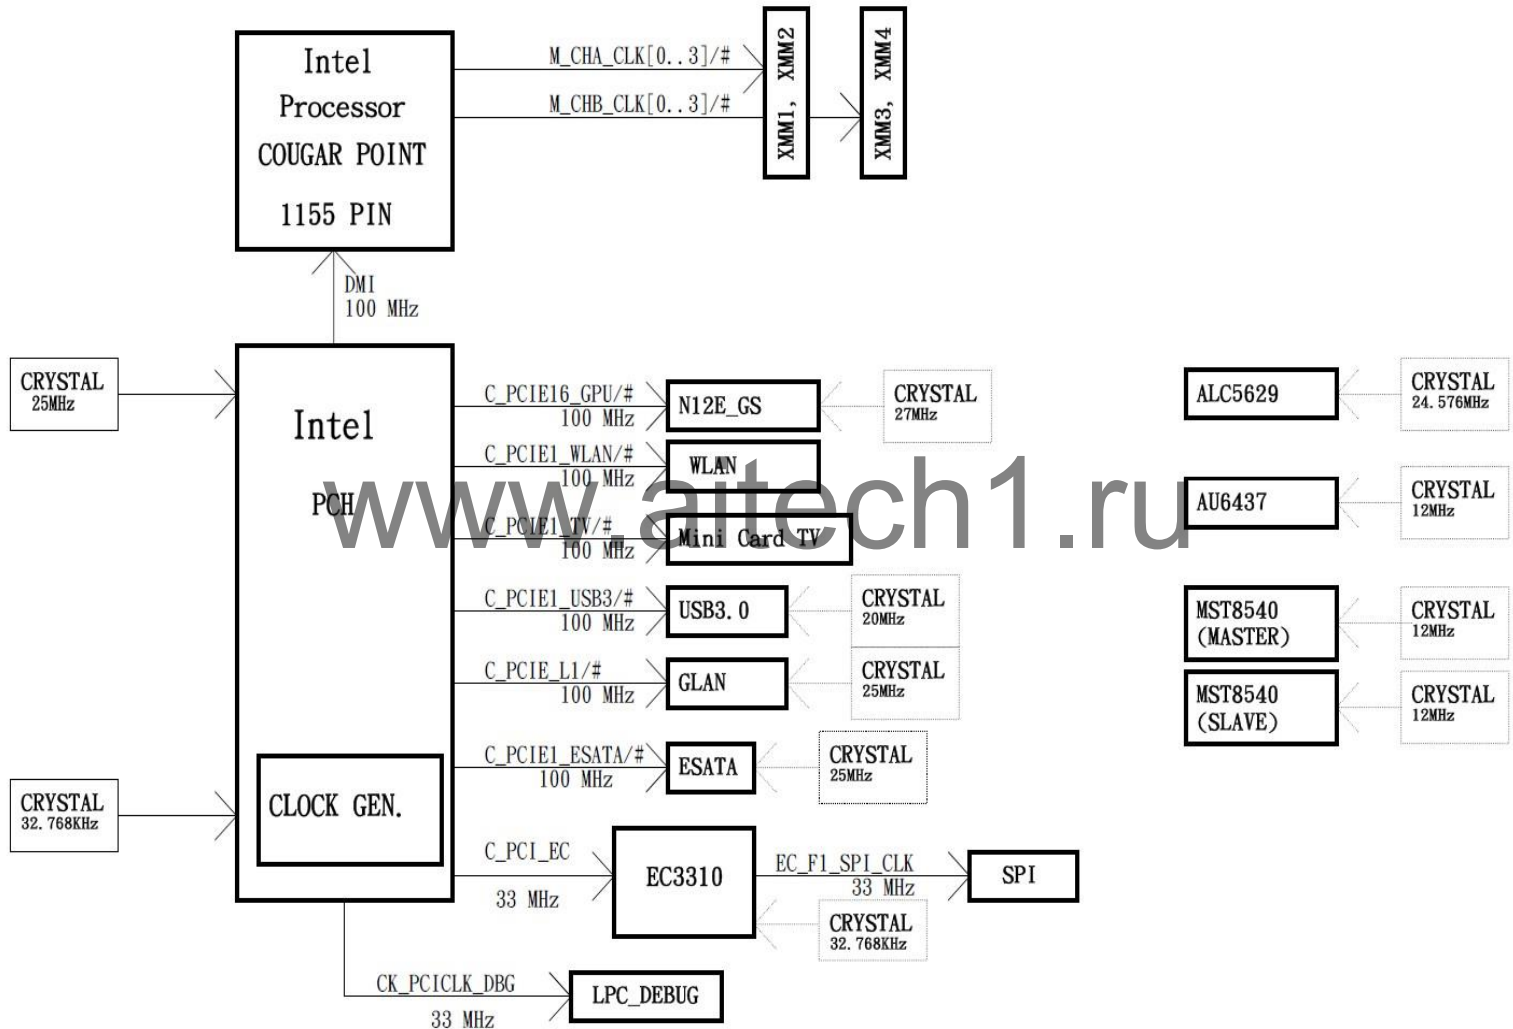 Intel
Processor
COUGAR POINT
1155 PIN
M_CHA_CLK[0..3]/#
M_CHB_CLK[0..3]/#
XMM1, XMM2
XMM3, XMM4
DMI
100 MHz
CRYSTAL
25MHz
Intel
PCH
C_PCIE16_GPU/#
100 MHz
N12E_GS
CRYSTAL
27MHz
C_PCIE1_WLAN/#
100 MHz
WLAN
C_PCIE1_TV/#
100 MHz
Mini Card TV
C_PCIE1_USB3/#
100 MHz
USB3.0
CRYSTAL
20MHz
C_PCIE_L1/#
100 MHz
GLAN
CRYSTAL
25MHz
C_PCIE1_ESATA/#
100 MHz
ESATA
CRYSTAL
25MHz
CRYSTAL
32.768KHz
CLOCK GEN.
C_PCI_EC
33 MHz
EC3310
EC_F1_SPI_CLK
33 MHz
SPI
CRYSTAL
32.768KHz
CK_PCICLK_DBG
33 MHz
LPC_DEBUG
ALC5629
CRYSTAL
24.576MHz
AU6437
CRYSTAL
12MHz
MST8540
(MASTER)
CRYSTAL
12MHz
MST8540
(SLAVE)
CRYSTAL
12MHz
www.aitech1.ru